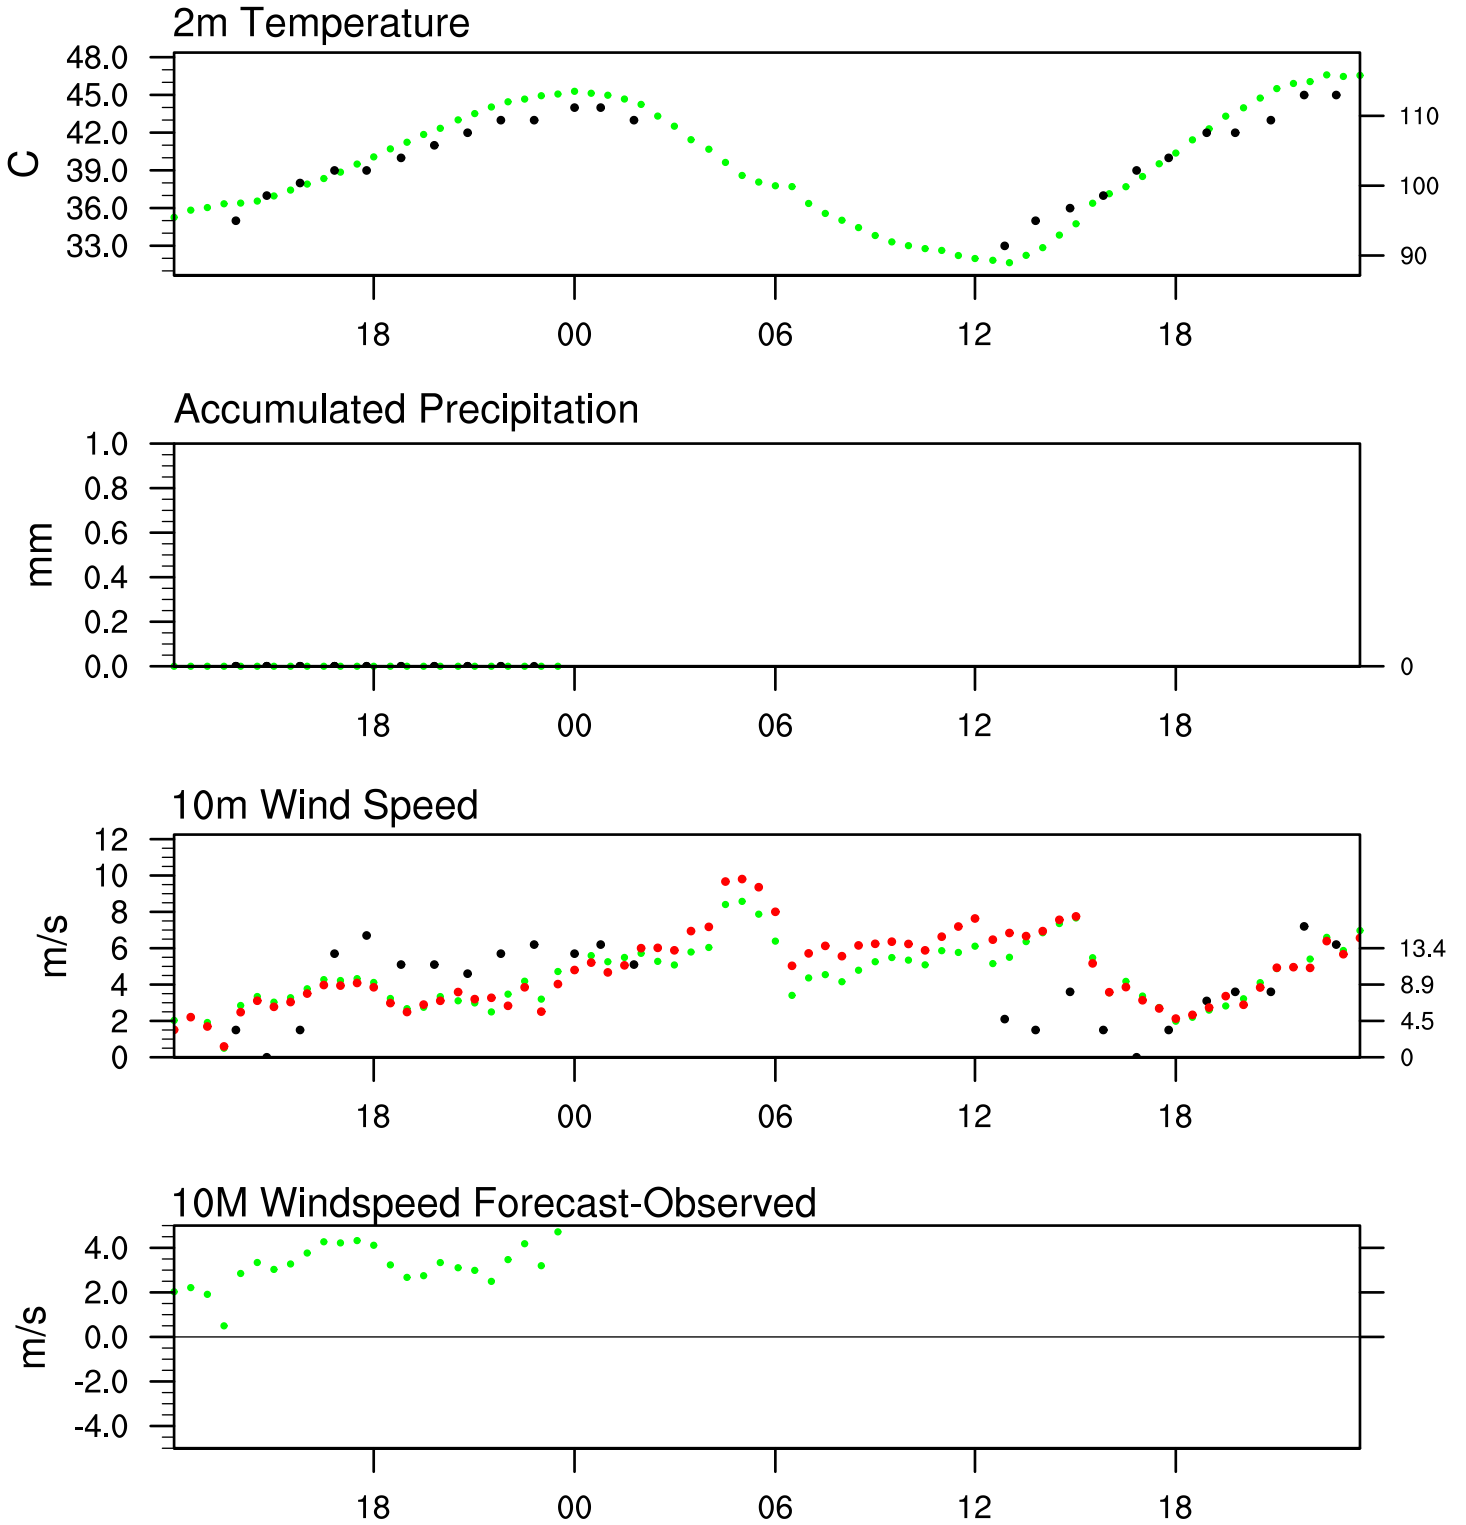 2m Temperature
48.0
45.0
42.0
39.0
36.0
33.0
C
110
100
90
18 00 06 12 18
Accumulated Precipitation
1.0
0.8
0.6
0.4
0.2
0.0
mm
0
18 00 06 12 18
10m Wind Speed
12
10
8
6
4
2
0
m/s
13.4
8.9
4.5
0
18 00 06 12 18
10M Windspeed Forecast-Observed
4.0
2.0
0.0
-2.0
-4.0
m/s
18 00 06 12 18